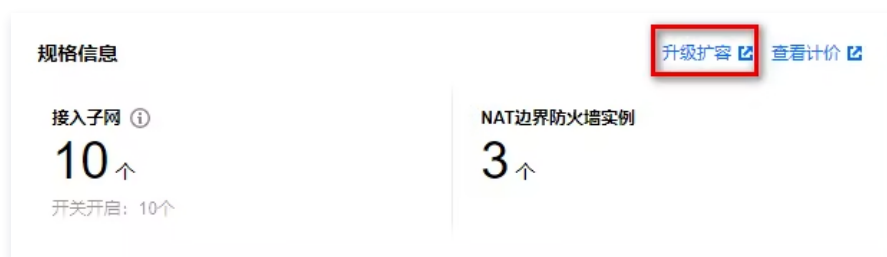 规格信息
升级扩容 查看计价
接入子网
10个
开关开启：10个
NAT边界防火墙实例
3个